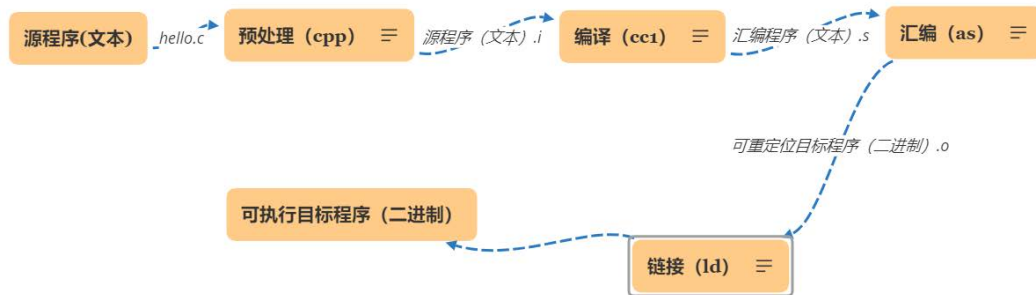 源程序(文本)
hello.c
预处理（cpp）
源程序（文本）.i
编译（cc1）
汇编程序（文本）.s
汇编（as）
可重定位目标程序（二进制）.o
链接（ld）
可执行目标程序（二进制）